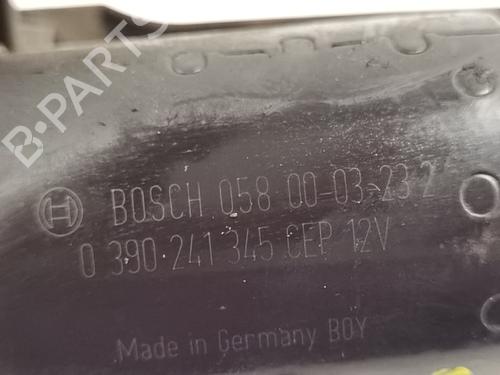 B-PARTS
BOSCH 058 00-03-23 2
0 390 241 345 CEP 12V
Made in Germany BOY